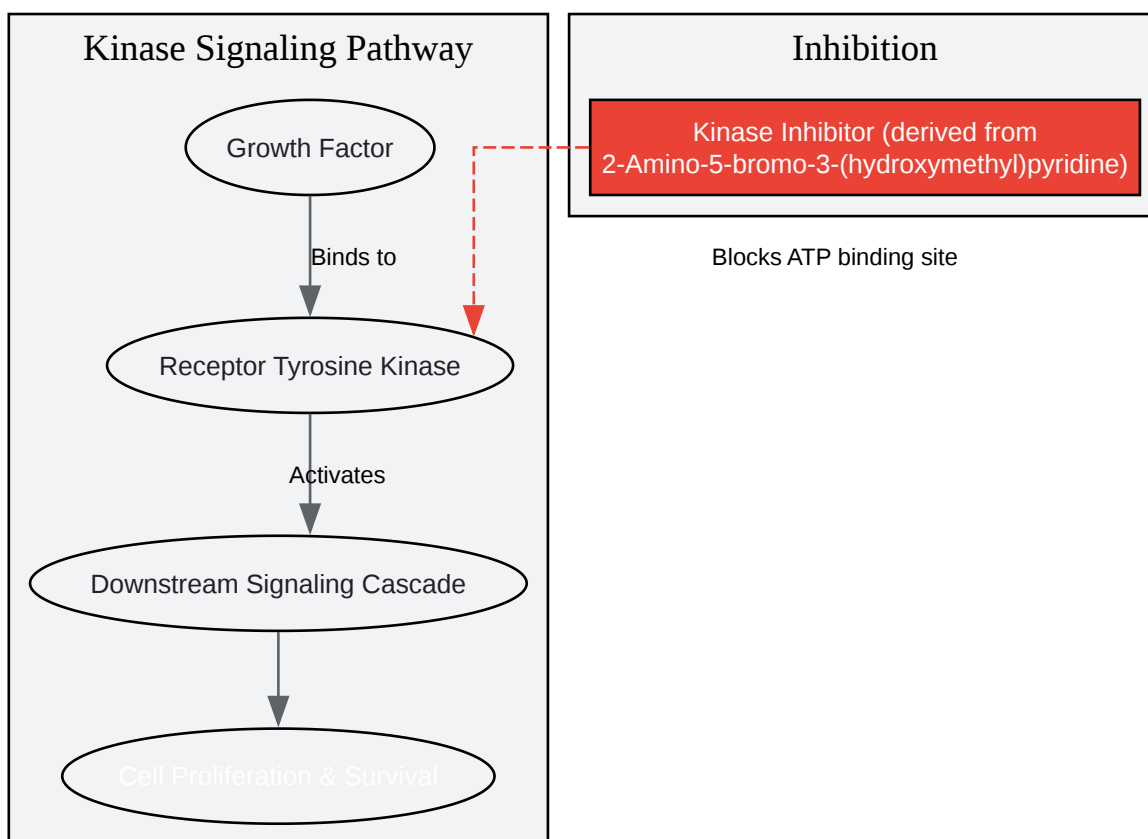 Kinase Signaling Pathway
Growth Factor
Binds to
Receptor Tyrosine Kinase
Activates
Downstream Signaling Cascade
Cell Proliferation & Survival
Inhibition
Kinase Inhibitor (derived from
2-Amino-5-bromo-3-(hydroxymethyl)pyridine)
Blocks ATP binding site